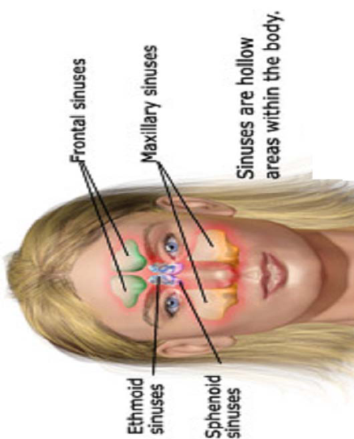 Frontal sinuses
Maxillary sinuses
Sinuses are hollow
areas within the body.
Ethmoid
sinuses
Sphenoid
sinuses